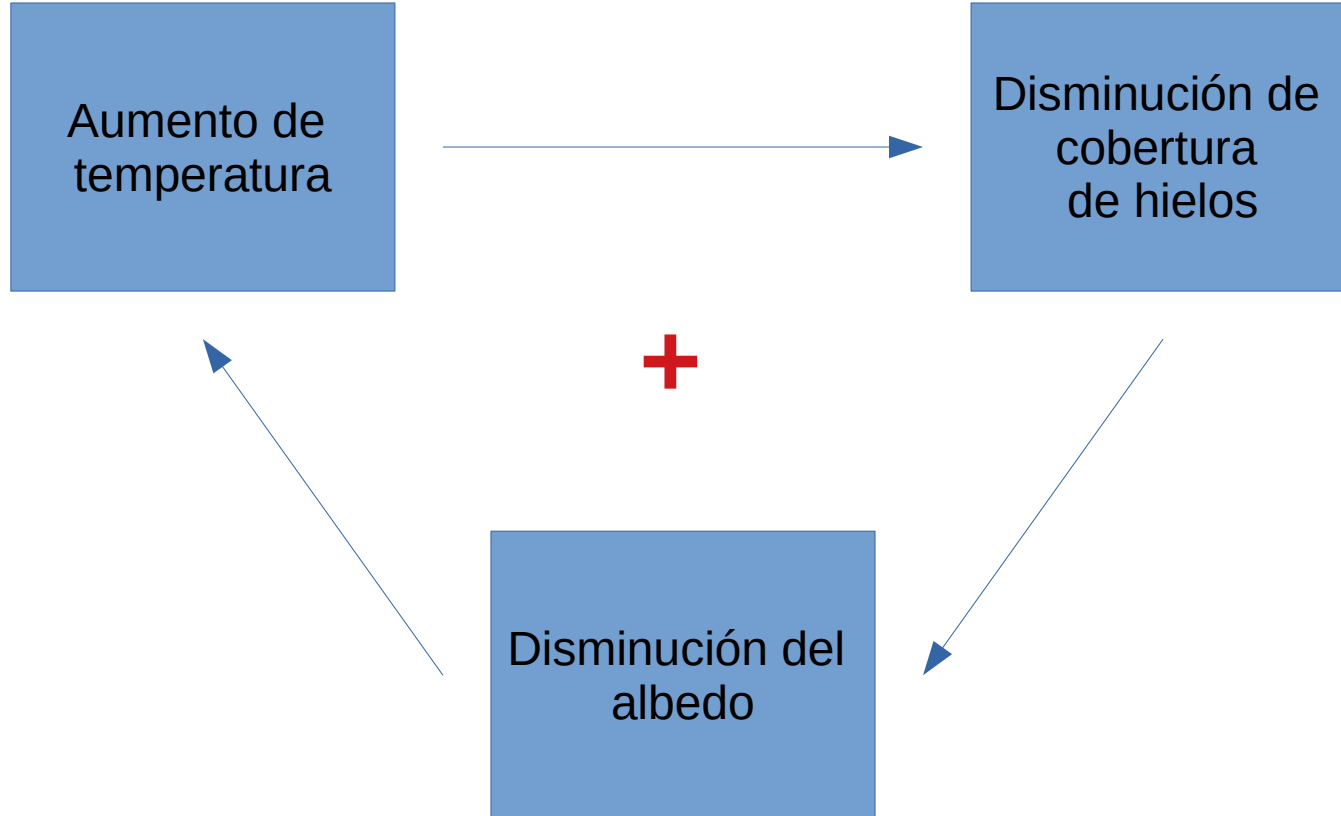 Aumento de
temperatura
Disminución de
cobertura
de hielos
+
Disminución del
albedo